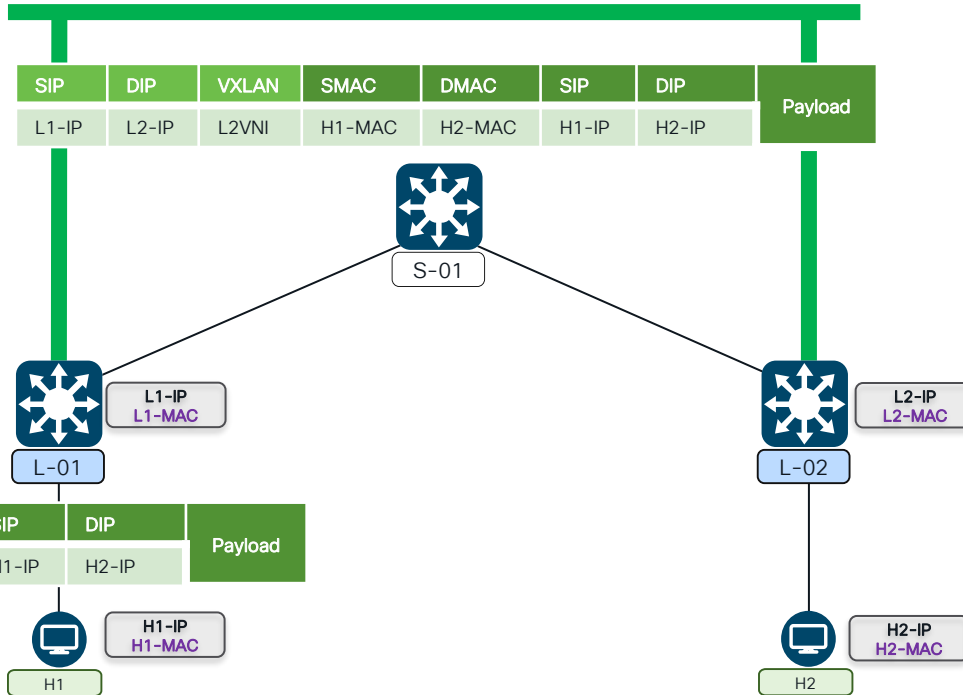 SIP DIP VXLAN SMAC DMAC SIP DIP Payload
L1-IP L2-IP L2VNI H1-MAC H2-MAC H1-IP H2-IP
S-01
L1-IP
L1-MAC
L2-IP
L2-MAC
L-01
L-02
DIP Payload
H2-IP
H1-IP
H1-MAC
H2-IP
H2-MAC
H1
H2